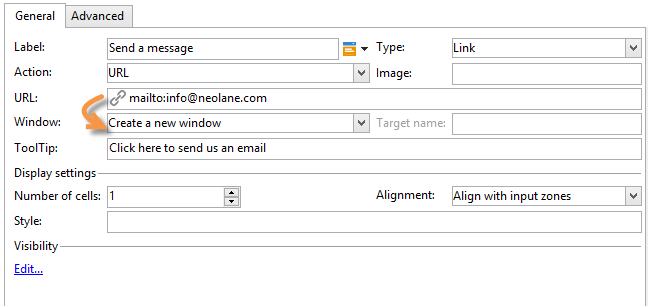 General Advanced
Label: Send a message Type: Link
Action: URL Image:
URL: mailto:info@neolane.com
Window: Create a new window Target name:
ToolTip: Click here to send us an email
Display settings
Number of cells: 1 Alignment: Align with input zones
Style:
Visibility
Edit...